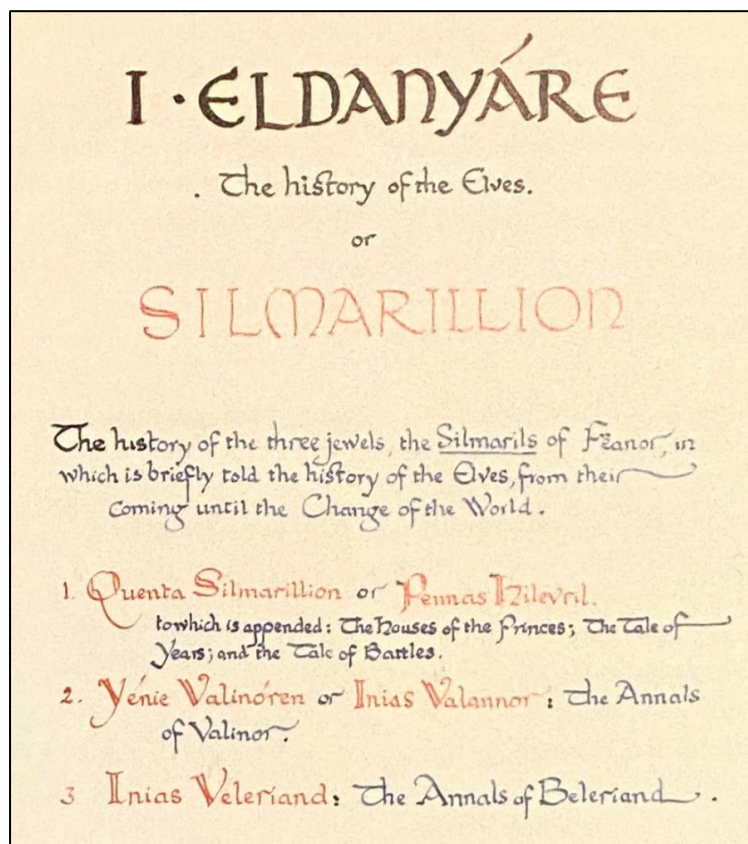 I · ELDANYÁRE
. The history of the Elves.
or
SILMARILLION
The history of the three jewels, the Silmarils of Fëanor, in
which is briefly told the history of the Elves, from their
coming until the Change of the World.
1. Quenta Silmarillion or Pennas Hilevril.
to which is appended: The Houses of the Princes; The Tale of
Years; and the Tale of Battles.
2. Yénie Valinóren or Inias Valannor: The Annals
of Valinor.
3 Inias Veleriand: The Annals of Beleriand.